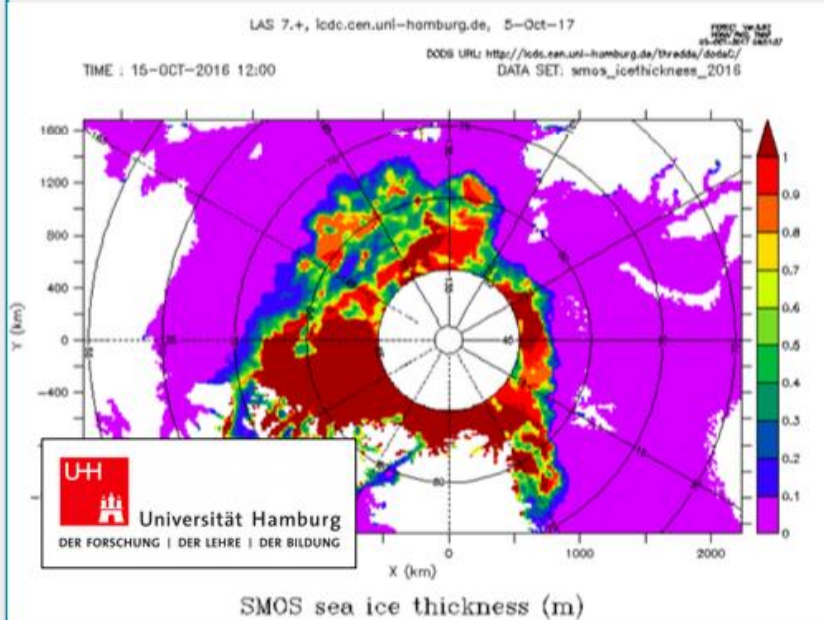 LAS 7.+, icdc.cen.uni-hamburg.de, 5-Oct-17
DODS URL: http://icdc.cen.uni-hamburg.de/thredds/dodsC/
TIME : 15-OCT-2016 12:00
DATA SET: smos_icethickness_2016
1600
1200
800
400
0
-400
Y (km)
1
0.9
0.8
0.7
0.6
0.5
0.4
0.3
0.2
0.1
0
UHH
Universität Hamburg
DER FORSCHUNG | DER LEHRE | DER BILDUNG
0
1000
2000
X (km)
SMOS sea ice thickness (m)